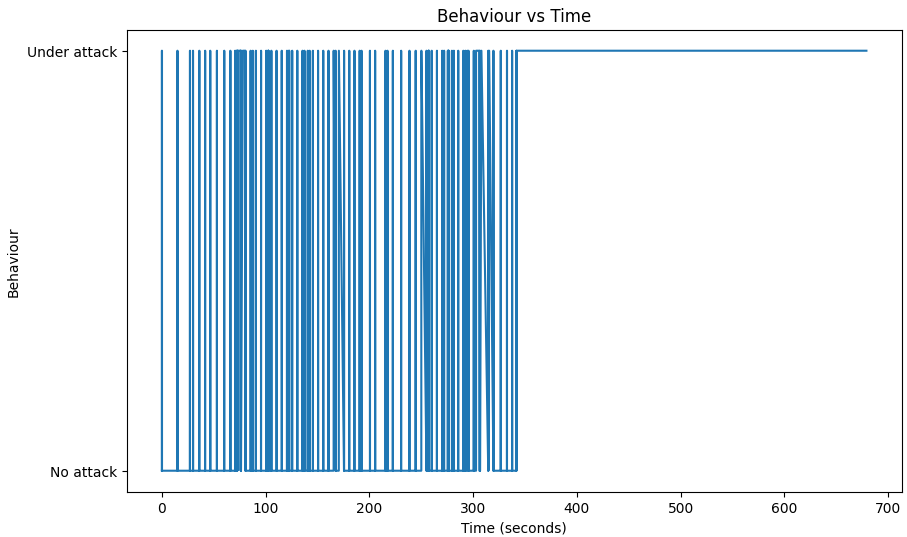 Behaviour vs Time
Under attack
Behaviour
No attack
0 100 200 300 400 500 600 700
Time (seconds)